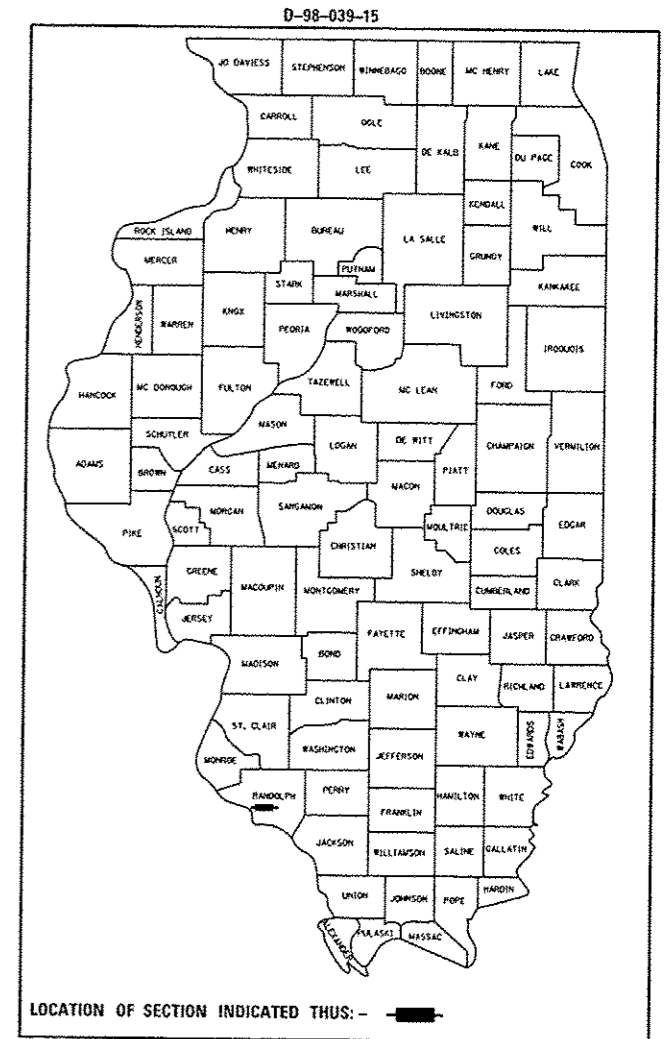 D-98-039-15
JO DAVIESS STEPHENSON WINNEBAGO BOONE MC HENRY LAKE
CARROLL OGLE
DE KALB KANE DU PAGE COOK
WHITESIDE LEE
KENDALL WILL
ROCK ISLAND HENRY BUREAU LA SALLE
MERCER PUTNAM GRUNDY
STARK MARSHALL KANKAKEE
HENDERSON WARREN KNOX PEORIA WOODFORD LIVINGSTON
IROQUOIS
HANCOCK MC DONOUGH FULTON TAZEWELL MC LEAN FORD
MASON
SCHUYLER LOGAN DE WITT CHAMPAIGN VERMILION
ADAMS BROWN CASS MENARD PIATT
MACON
MORGAN SANGAMON DOUGLAS
PIKE SCOTT CHRISTIAN MOULTRIE EDGAR
COLES
GREENE MACOUPIN MONTGOMERY SHELBY CUMBERLAND CLARK
CALHOUN JERSEY
FAYETTE EFFINGHAM JASPER CRAWFORD
MADISON BOND
CLAY RICHLAND LAWRENCE
CLINTON MARION
ST. CLAIR WAYNE EDWARDS WABASH
MONROE WASHINGTON JEFFERSON
RANDOLPH PERRY HAMILTON WHITE
FRANKLIN
JACKSON WILLIAMSON SALINE GALLATIN
UNION JOHNSON POPE HARDIN
ALEXANDER PULASKI MASSAC
LOCATION OF SECTION INDICATED THUS: -